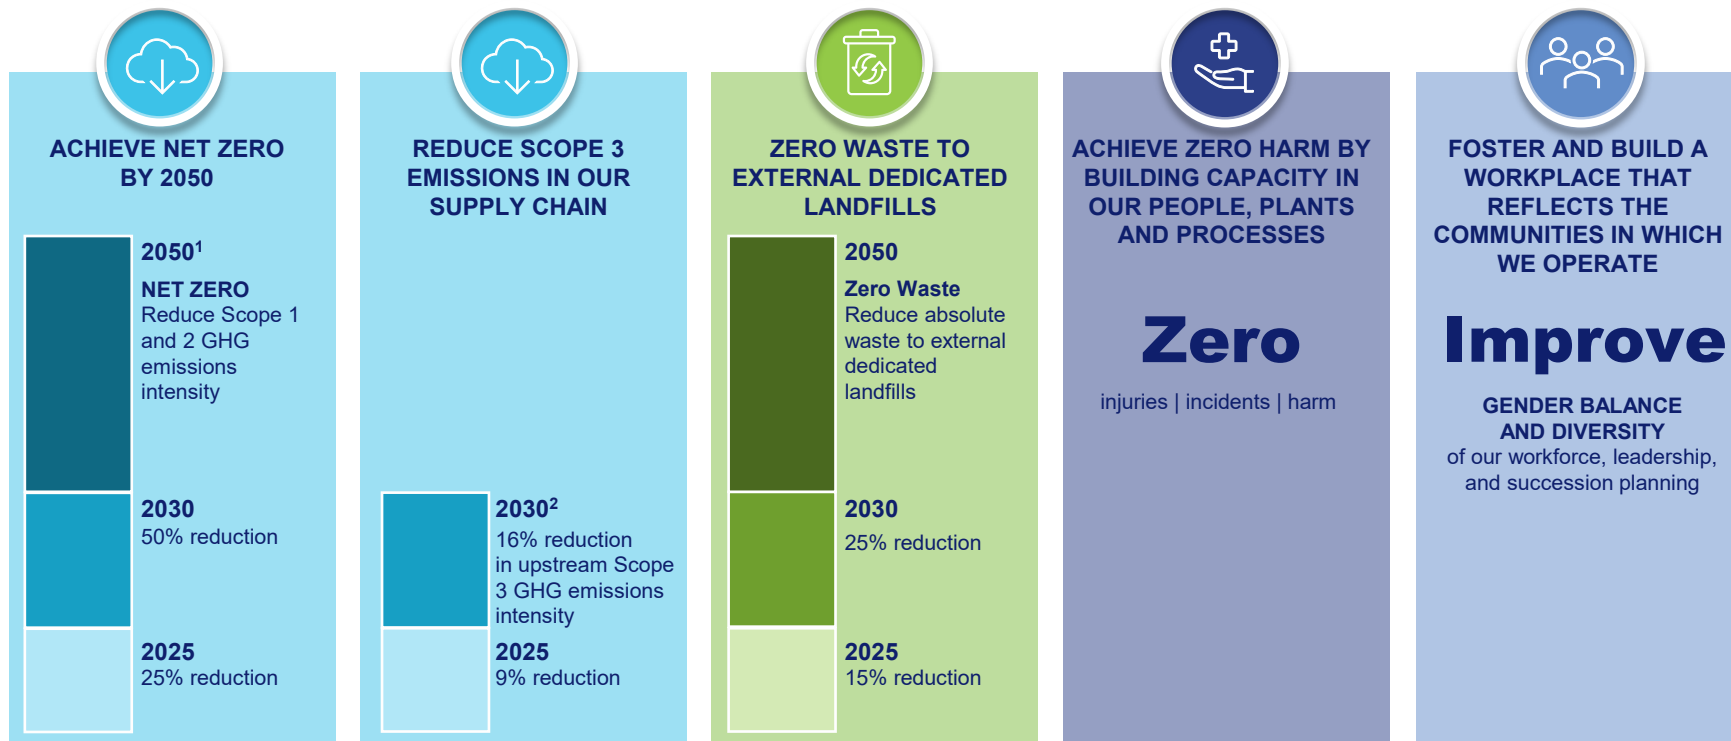 ACHIEVE NET ZERO
BY 2050
2050¹
NET ZERO
Reduce Scope 1
and 2 GHG
emissions
intensity
2030
50% reduction
2025
25% reduction
REDUCE SCOPE 3
EMISSIONS IN OUR
SUPPLY CHAIN
2030²
16% reduction
in upstream Scope
3 GHG emissions
intensity
2025
9% reduction
ZERO WASTE TO
EXTERNAL DEDICATED
LANDFILLS
2050
Zero Waste
Reduce absolute
waste to external
dedicated
landfills
2030
25% reduction
2025
15% reduction
ACHIEVE ZERO HARM BY
BUILDING CAPACITY IN
OUR PEOPLE, PLANTS
AND PROCESSES
Zero
injuries | incidents | harm
FOSTER AND BUILD A
WORKPLACE THAT
REFLECTS THE
COMMUNITIES IN WHICH
WE OPERATE
Improve
GENDER BALANCE
AND DIVERSITY
of our workforce, leadership,
and succession planning